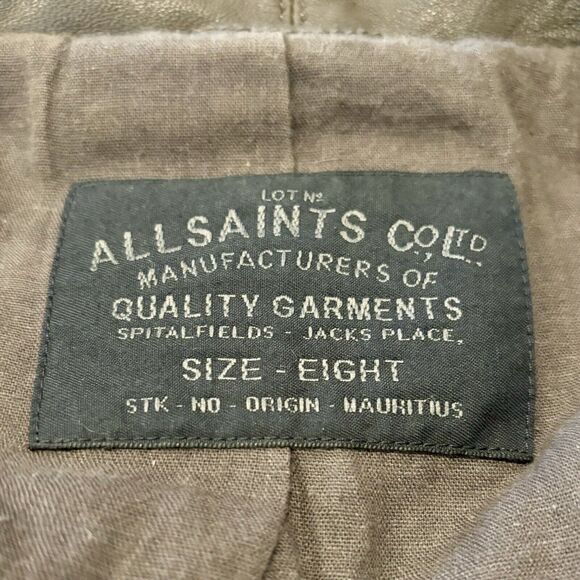 LOT Nº
ALLSAINTS CO., LTD.
MANUFACTURERS OF
QUALITY GARMENTS
SPITALFIELDS - JACKS PLACE,
SIZE - EIGHT
STK - NO - ORIGIN - MAURITIUS